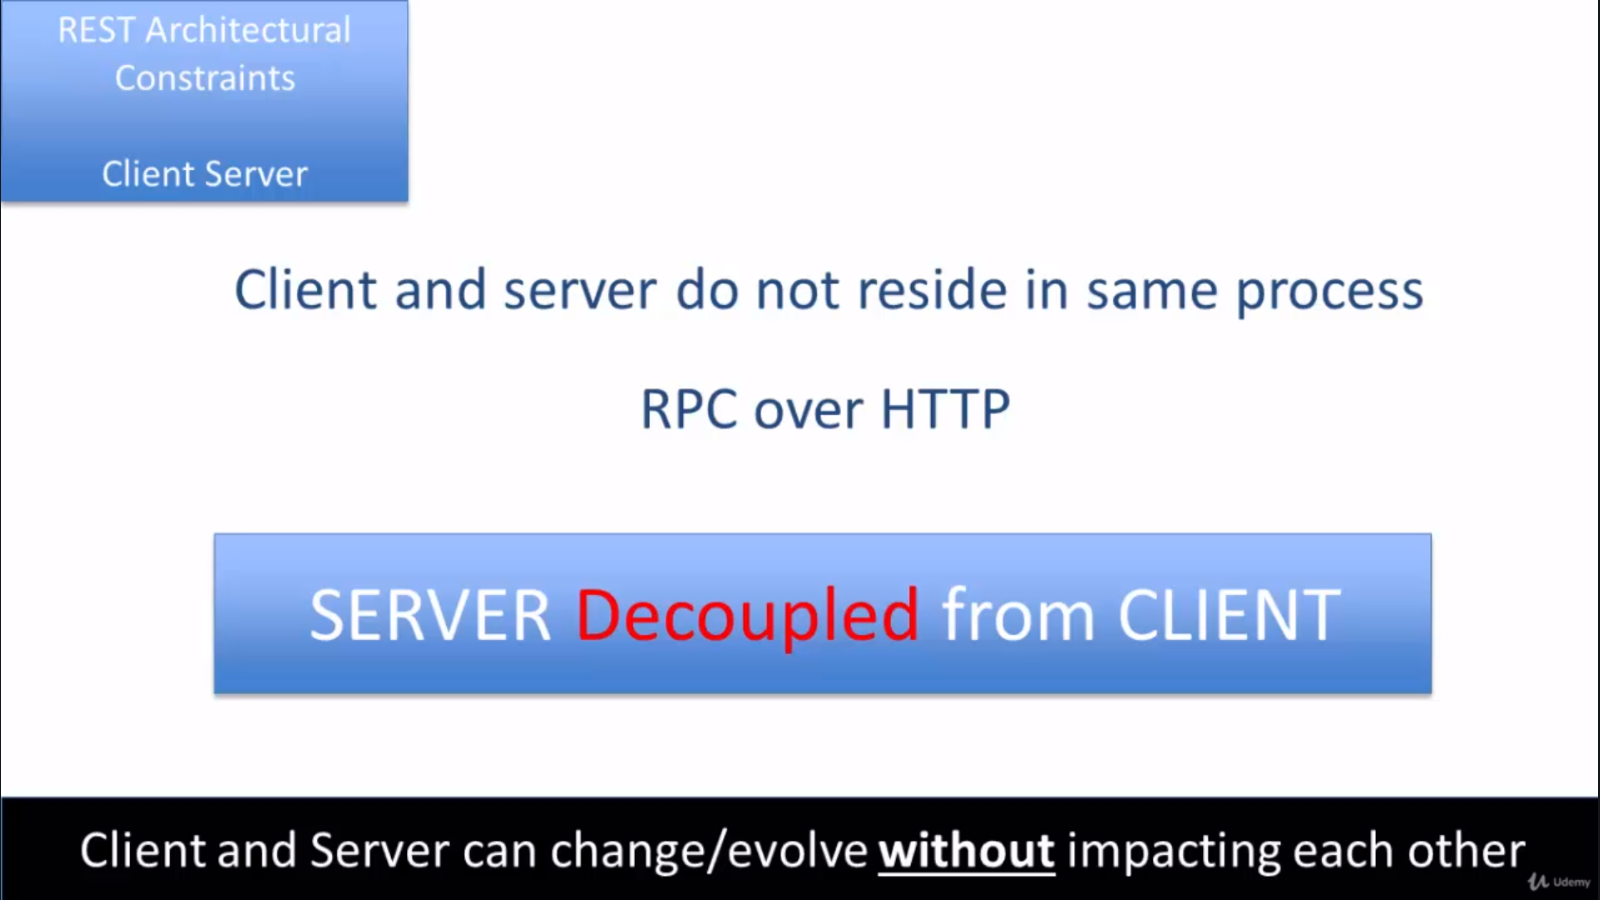 REST Architectural
Constraints
Client Server
Client and server do not reside in same process
RPC over HTTP
SERVER Decoupled from CLIENT
Client and Server can change/evolve without impacting each other
Udemy